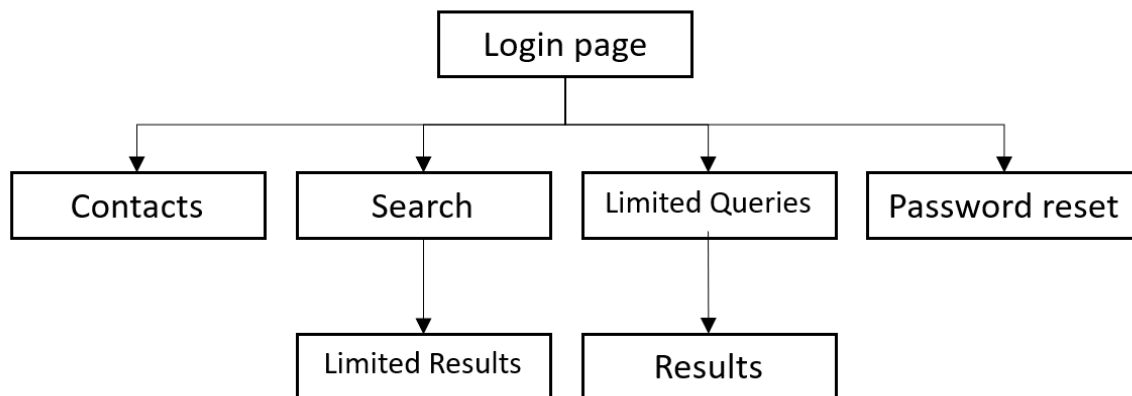 Login page
Contacts
Search
Limited Queries
Password reset
Limited Results
Results